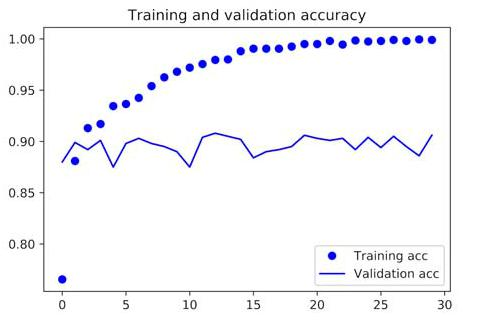 Training and validation accuracy
1.00
0.95
0.90
0.85
0.80
Training acc
Validation acc
0 5 10 15 20 25 30